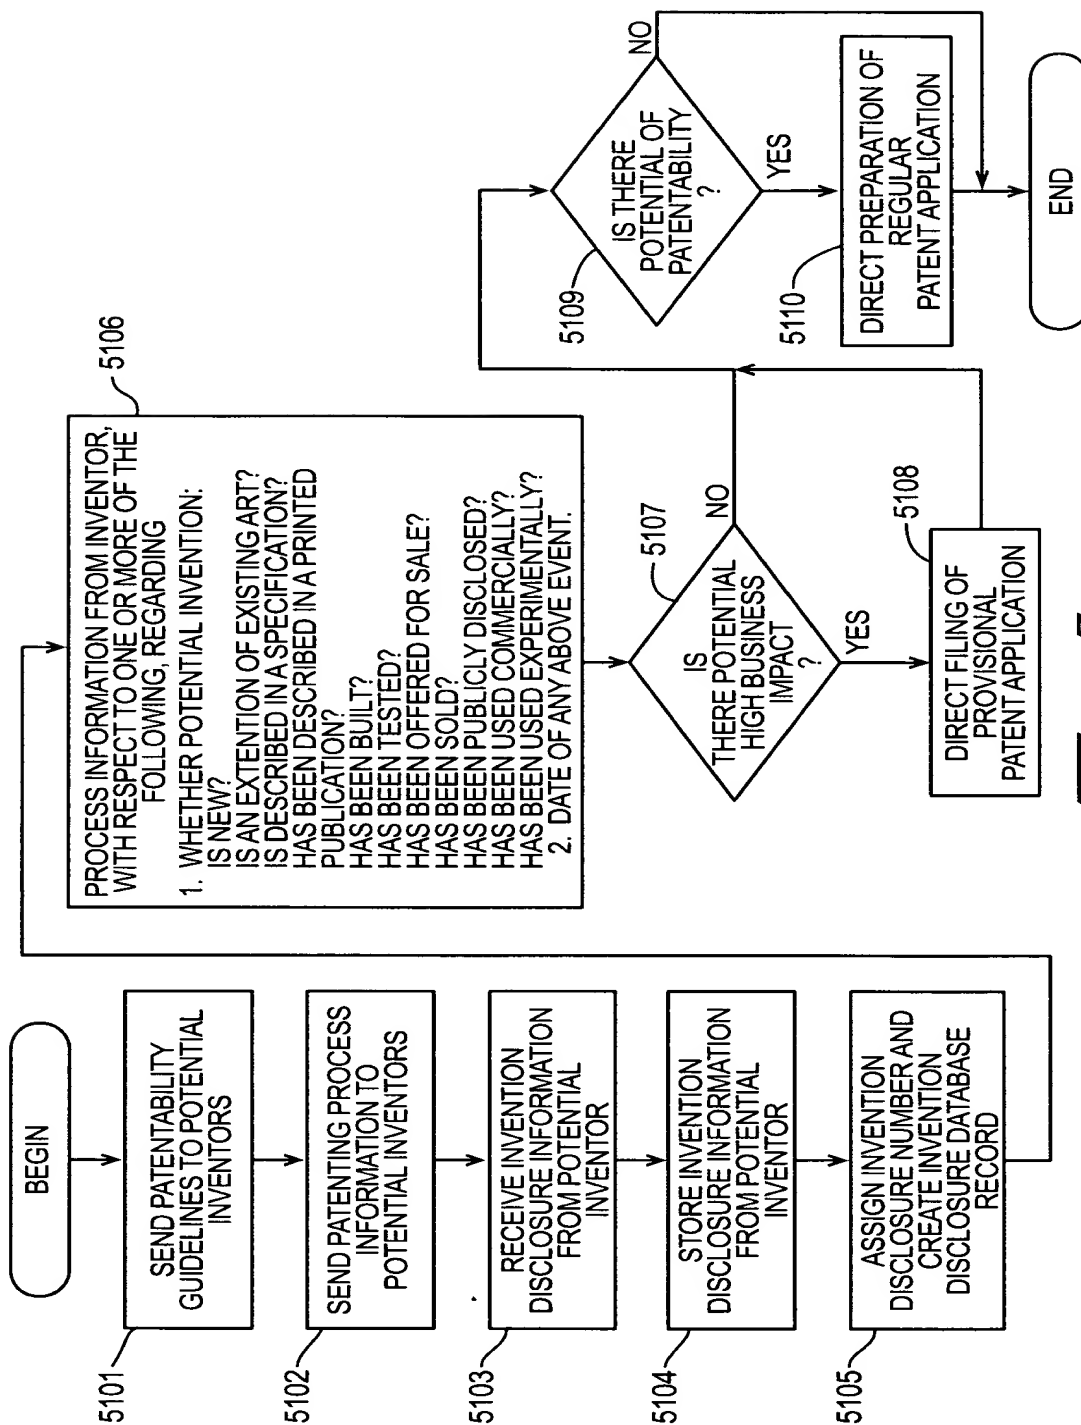 BEGIN
SEND PATENTABILITY
GUIDELINES TO POTENTIAL
INVENTORS
5101
SEND PATENTING PROCESS
INFORMATION TO
POTENTIAL INVENTORS
5102
RECEIVE INVENTION
DISCLOSURE INFORMATION
FROM POTENTIAL
INVENTOR
5103
STORE INVENTION
DISCLOSURE INFORMATION
FROM POTENTIAL
INVENTOR
5104
ASSIGN INVENTION
DISCLOSURE NUMBER AND
CREATE INVENTION
DISCLOSURE DATABASE
RECORD
5105
5106
PROCESS INFORMATION FROM INVENTOR,
WITH RESPECT TO ONE OR MORE OF THE
FOLLOWING, REGARDING
1. WHETHER POTENTIAL INVENTION:
IS NEW?
IS AN EXTENTION OF EXISTING ART?
IS DESCRIBED IN A SPECIFICATION?
HAS BEEN DESCRIBED IN A PRINTED
PUBLICATION?
HAS BEEN BUILT?
HAS BEEN TESTED?
HAS BEEN OFFERED FOR SALE?
HAS BEEN SOLD?
HAS BEEN PUBLICLY DISCLOSED?
HAS BEEN USED COMMERCIALLY?
HAS BEEN USED EXPERIMENTALLY?
2. DATE OF ANY ABOVE EVENT.
5107
IS
THERE POTENTIAL
HIGH BUSINESS
IMPACT
?
NO
YES
5108
DIRECT FILING OF
PROVISIONAL
PATENT APPLICATION
5109
IS THERE
POTENTIAL OF
PATENTABILITY
?
NO
YES
5110
DIRECT PREPARATION OF
REGULAR
PATENT APPLICATION
END